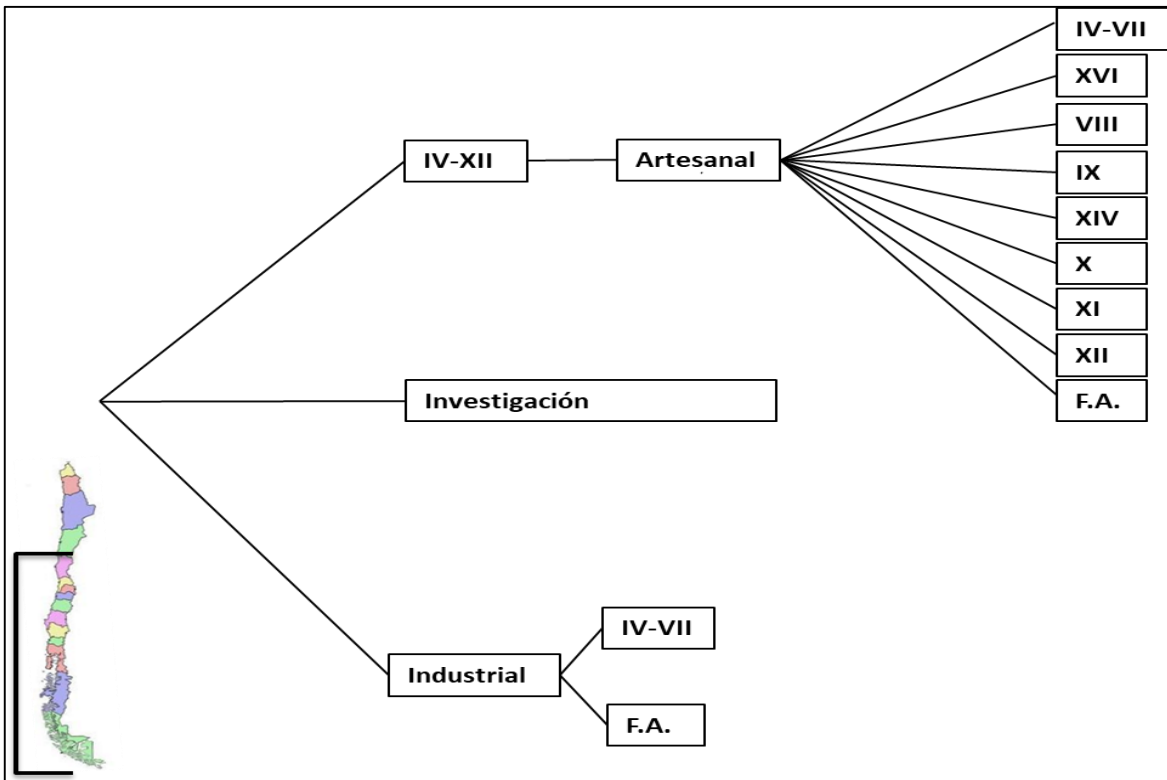 IV-VII
XVI
VIII
IV-XII
Artesanal
IX
XIV
X
XI
XII
Investigación
F.A.
IV-VII
Industrial
F.A.